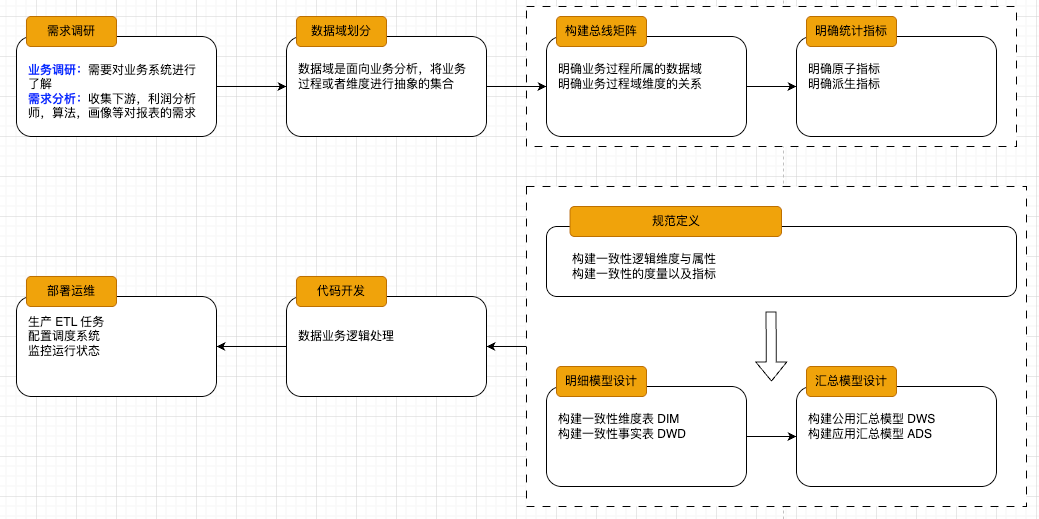 需求调研
业务调研：需要对业务系统进行
了解
需求分析：收集下游，利润分析
师，算法，画像等对报表的需求
数据域划分
数据域是面向业务分析，将业务
过程或者维度进行抽象的集合
构建总线矩阵
明确业务过程所属的数据域
明确业务过程域维度的关系
明确统计指标
明确原子指标
明确派生指标
规范定义
构建一致性逻辑维度与属性
构建一致性的度量以及指标
明细模型设计
构建一致性维度表 DIM
构建一致性事实表 DWD
汇总模型设计
构建公用汇总模型 DWS
构建应用汇总模型 ADS
代码开发
数据业务逻辑处理
部署运维
生产 ETL 任务
配置调度系统
监控运行状态